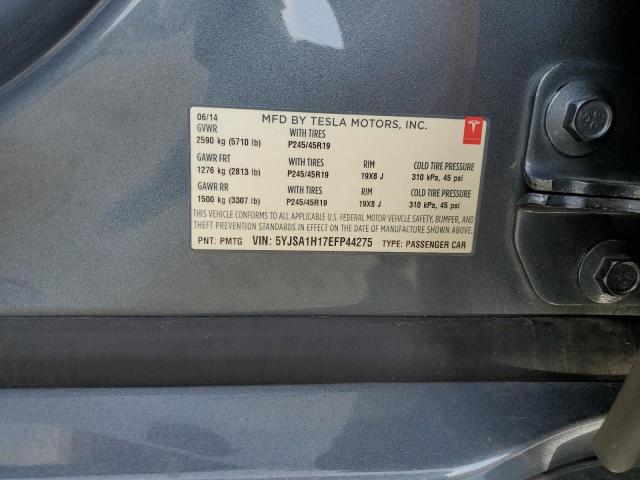 06/14 MFD BY TESLA MOTORS, INC.
GVWR WITH TIRES
2590 kg (5710 lb) P245/45R19
GAWR FRT WITH TIRES RIM COLD TIRE PRESSURE
1276 kg (2813 lb) P245/45R19 19X8 J 310 kPa, 45 psi
GAWR RR WITH TIRES RIM COLD TIRE PRESSURE
1500 kg (3307 lb) P245/45R19 19X8 J 310 kPa, 45 psi
THIS VEHICLE CONFORMS TO ALL APPLICABLE U.S. FEDERAL MOTOR VEHICLE SAFETY, BUMPER, AND
THEFT PREVENTION STANDARDS IN EFFECT ON THE DATE OF MANUFACTURE SHOWN ABOVE.
PNT: PMTG VIN: 5YJSA1H17EFP44275 TYPE: PASSENGER CAR